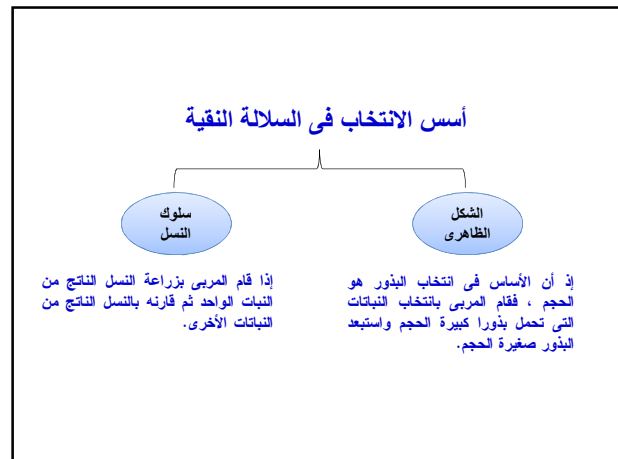 أسس الانتخاب فى السلالة النقية
الشكل
الظاهرى
إذ أن الأساس فى انتخاب البذور هو
الحجم ، فقام المربى بانتخاب النباتات
التى تحمل بذورا كبيرة الحجم واستبعد
البذور صغيرة الحجم.
سلوك
النسل
إذا قام المربى بزراعة النسل الناتج من
النبات الواحد ثم قارنه بالنسل الناتج من
النباتات الأخرى.